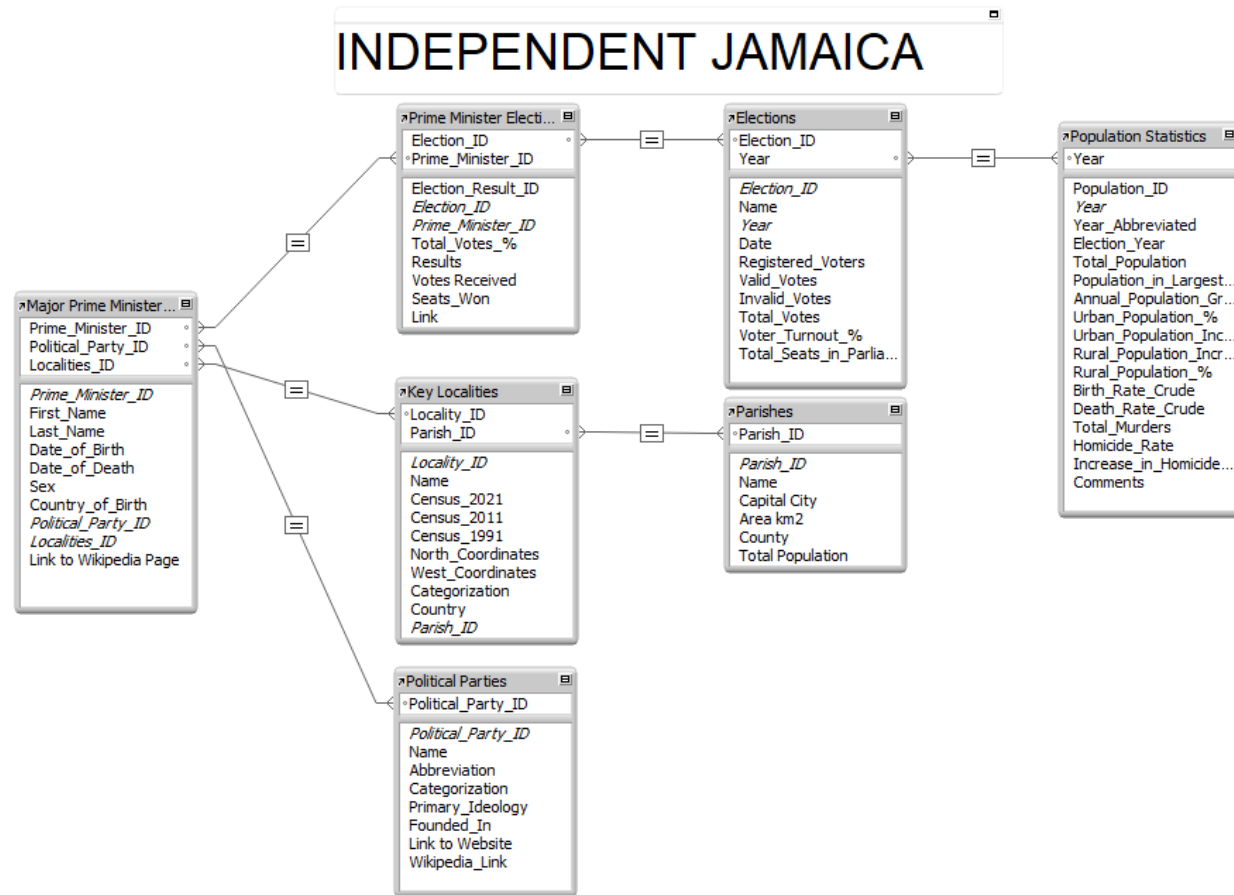 INDEPENDENT JAMAICA
Prime Minister Electi...
Election_ID
Prime_Minister_ID
Election_Result_ID
Election_ID
Prime_Minister_ID
Total_Votes_%
Results
Votes Received
Seats_Won
Link
Elections
Election_ID
Year
Election_ID
Name
Year
Date
Registered_Voters
Valid_Votes
Invalid_Votes
Total_Votes
Voter_Turnout_%
Total_Seats_in_Parlia...
Population Statistics
Year
Population_ID
Year
Year_Abbreviated
Election_Year
Total_Population
Population_in_Largest...
Annual_Population_Gr...
Urban_Population_%
Urban_Population_Inc...
Rural_Population_Incr...
Rural_Population_%
Birth_Rate_Crude
Death_Rate_Crude
Total_Murders
Homicide_Rate
Increase_in_Homicide...
Comments
Major Prime Minister...
Prime_Minister_ID
Political_Party_ID
Localities_ID
Prime_Minister_ID
First_Name
Last_Name
Date_of_Birth
Date_of_Death
Sex
Country_of_Birth
Political_Party_ID
Localities_ID
Link to Wikipedia Page
Key Localities
Locality_ID
Parish_ID
Locality_ID
Name
Census_2021
Census_2011
Census_1991
North_Coordinates
West_Coordinates
Categorization
Country
Parish_ID
Parishes
Parish_ID
Parish_ID
Name
Capital City
Area km2
County
Total Population
Political Parties
Political_Party_ID
Political_Party_ID
Name
Abbreviation
Categorization
Primary_Ideology
Founded_In
Link to Website
Wikipedia_Link